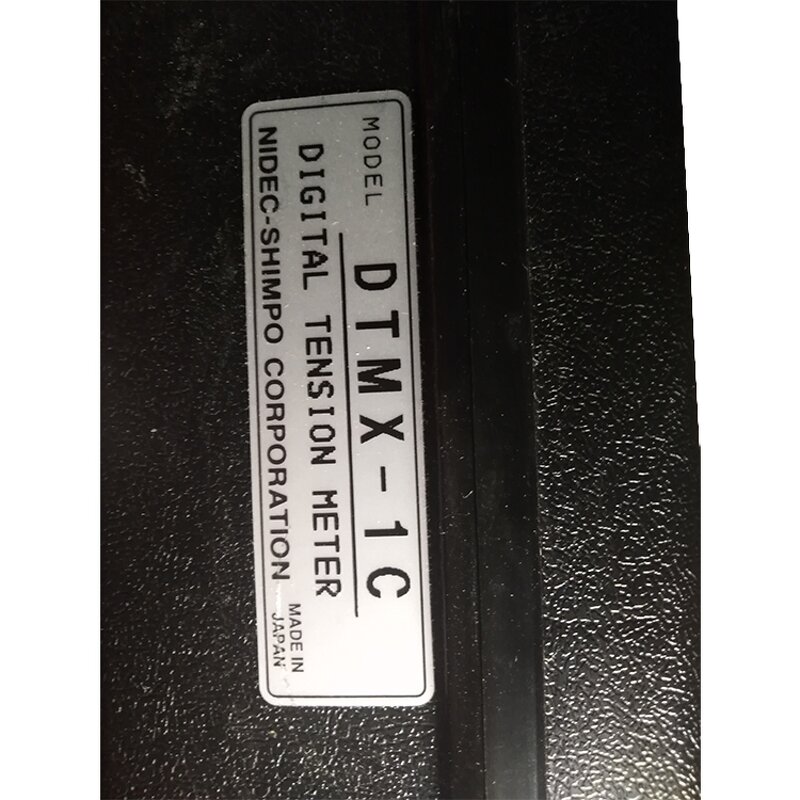 MODEL DTMX-1C
DIGITAL TENSION METER
NIDEC-SHIMPO CORPORATION MADE IN
JAPAN